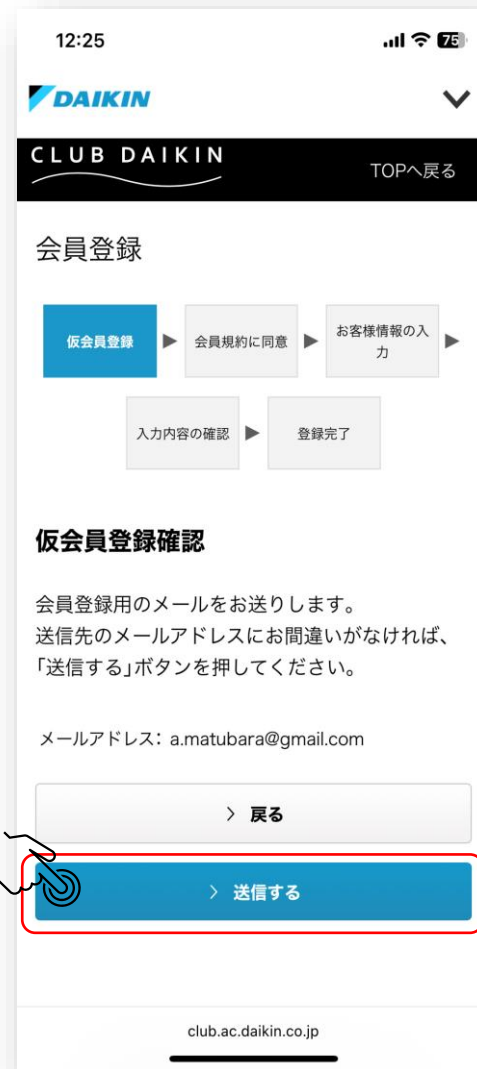 12:25
75
DAIKIN
CLUB DAIKIN
TOPへ戻る
会員登録
仮会員登録 ▶ 会員規約に同意 ▶ お客様情報の入力 ▶
入力内容の確認 ▶ 登録完了
仮会員登録確認
会員登録用のメールをお送りします。
送信先のメールアドレスにお間違いがなければ、
「送信する」ボタンを押してください。
メールアドレス： a.matubara@gmail.com
> 戻る
> 送信する
club.ac.daikin.co.jp